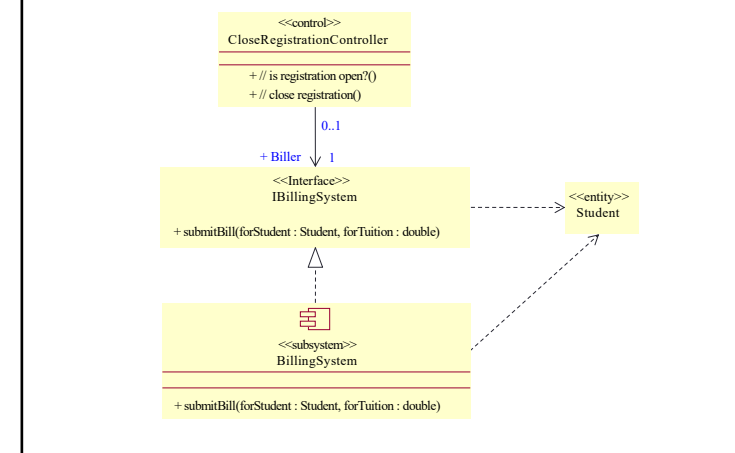 <<control>>
CloseRegistrationController
+ // is registration open?()
+ // close registration()
0..1
+ Biller 1
<<Interface>>
IBillingSystem
+ submitBill(forStudent : Student, forTuition : double)
<<entity>>
Student
<<subsystem>>
BillingSystem
+ submitBill(forStudent : Student, forTuition : double)